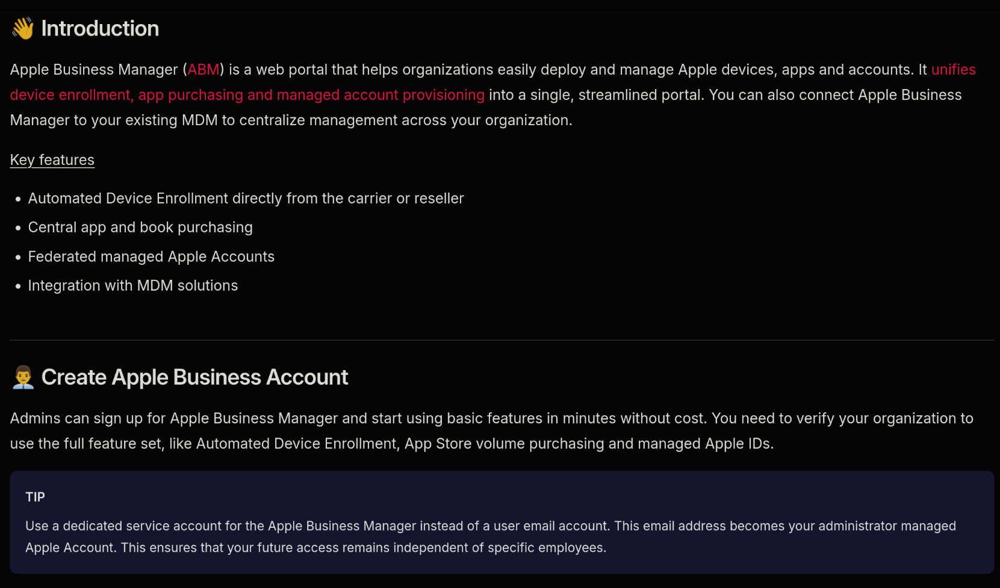 👋 Introduction
Apple Business Manager (ABM) is a web portal that helps organizations easily deploy and manage Apple devices, apps and accounts. It unifies
device enrollment, app purchasing and managed account provisioning into a single, streamlined portal. You can also connect Apple Business
Manager to your existing MDM to centralize management across your organization.
Key features
• Automated Device Enrollment directly from the carrier or reseller
• Central app and book purchasing
• Federated managed Apple Accounts
• Integration with MDM solutions
👨‍💼 Create Apple Business Account
Admins can sign up for Apple Business Manager and start using basic features in minutes without cost. You need to verify your organization to
use the full feature set, like Automated Device Enrollment, App Store volume purchasing and managed Apple IDs.
TIP
Use a dedicated service account for the Apple Business Manager instead of a user email account. This email address becomes your administrator managed
Apple Account. This ensures that your future access remains independent of specific employees.